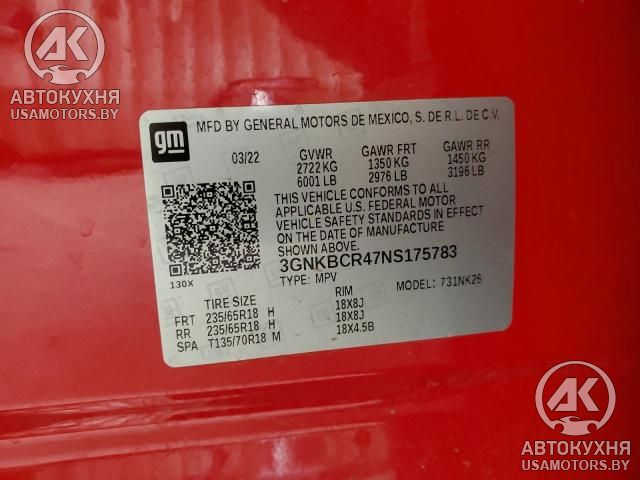 АК
АВТОКУХНЯ
USAMOTORS.BY
gm
MFD BY GENERAL MOTORS DE MEXICO, S. DE R.L. DE C.V.
03/22 GVWR GAWR FRT GAWR RR
2722 KG 1350 KG 1450 KG
6001 LB 2976 LB 3196 LB
THIS VEHICLE CONFORMS TO ALL
APPLICABLE U.S. FEDERAL MOTOR
VEHICLE SAFETY STANDARDS IN EFFECT
ON THE DATE OF MANUFACTURE
SHOWN ABOVE.
3GNKBCR47NS175783
130X TYPE: MPV MODEL: 731NK26
TIRE SIZE RIM
FRT 235/65R18 H 18X8J
RR 235/65R18 H 18X8J
SPA T135/70R18 M 18X4.5B
АК
АВТОКУХНЯ
USAMOTORS.BY